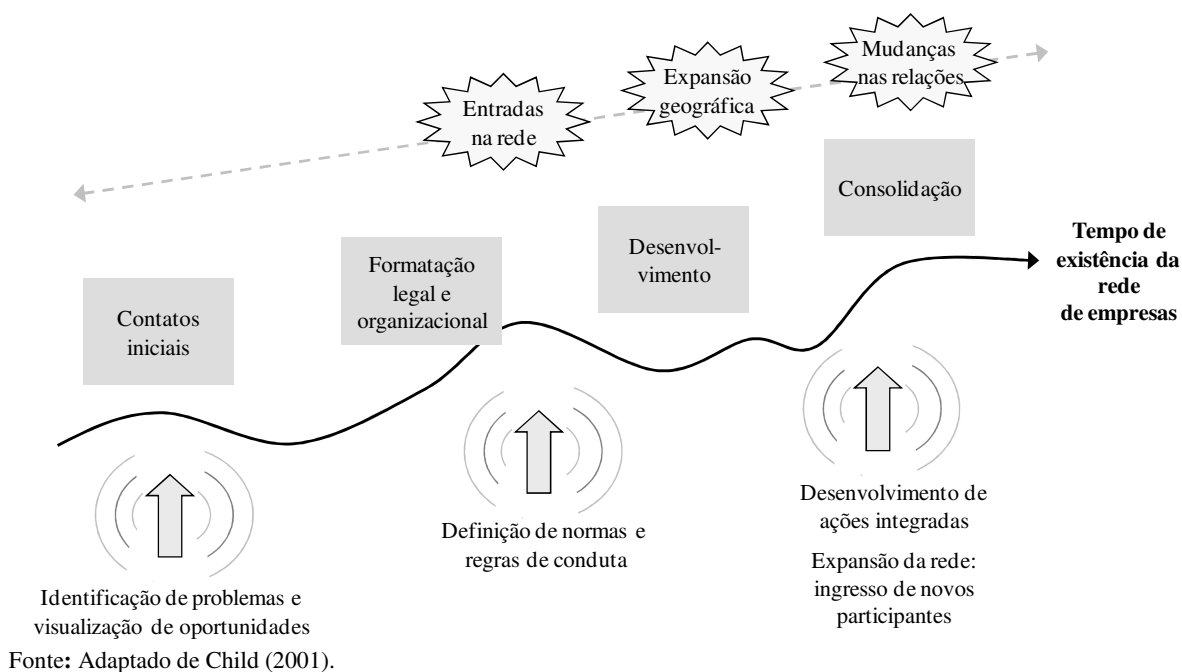 Mudanças
nas relações
Expansão
geográfica
Entradas
na rede
Consolidação
Desenvol-
vimento
Formatação
legal e
organizacional
Contatos
iniciais
Tempo de
existência da
rede
de empresas
Identificação de problemas e
visualização de oportunidades
Definição de normas e
regras de conduta
Desenvolvimento de
ações integradas
Expansão da rede:
ingresso de novos
participantes
Fonte: Adaptado de Child (2001).